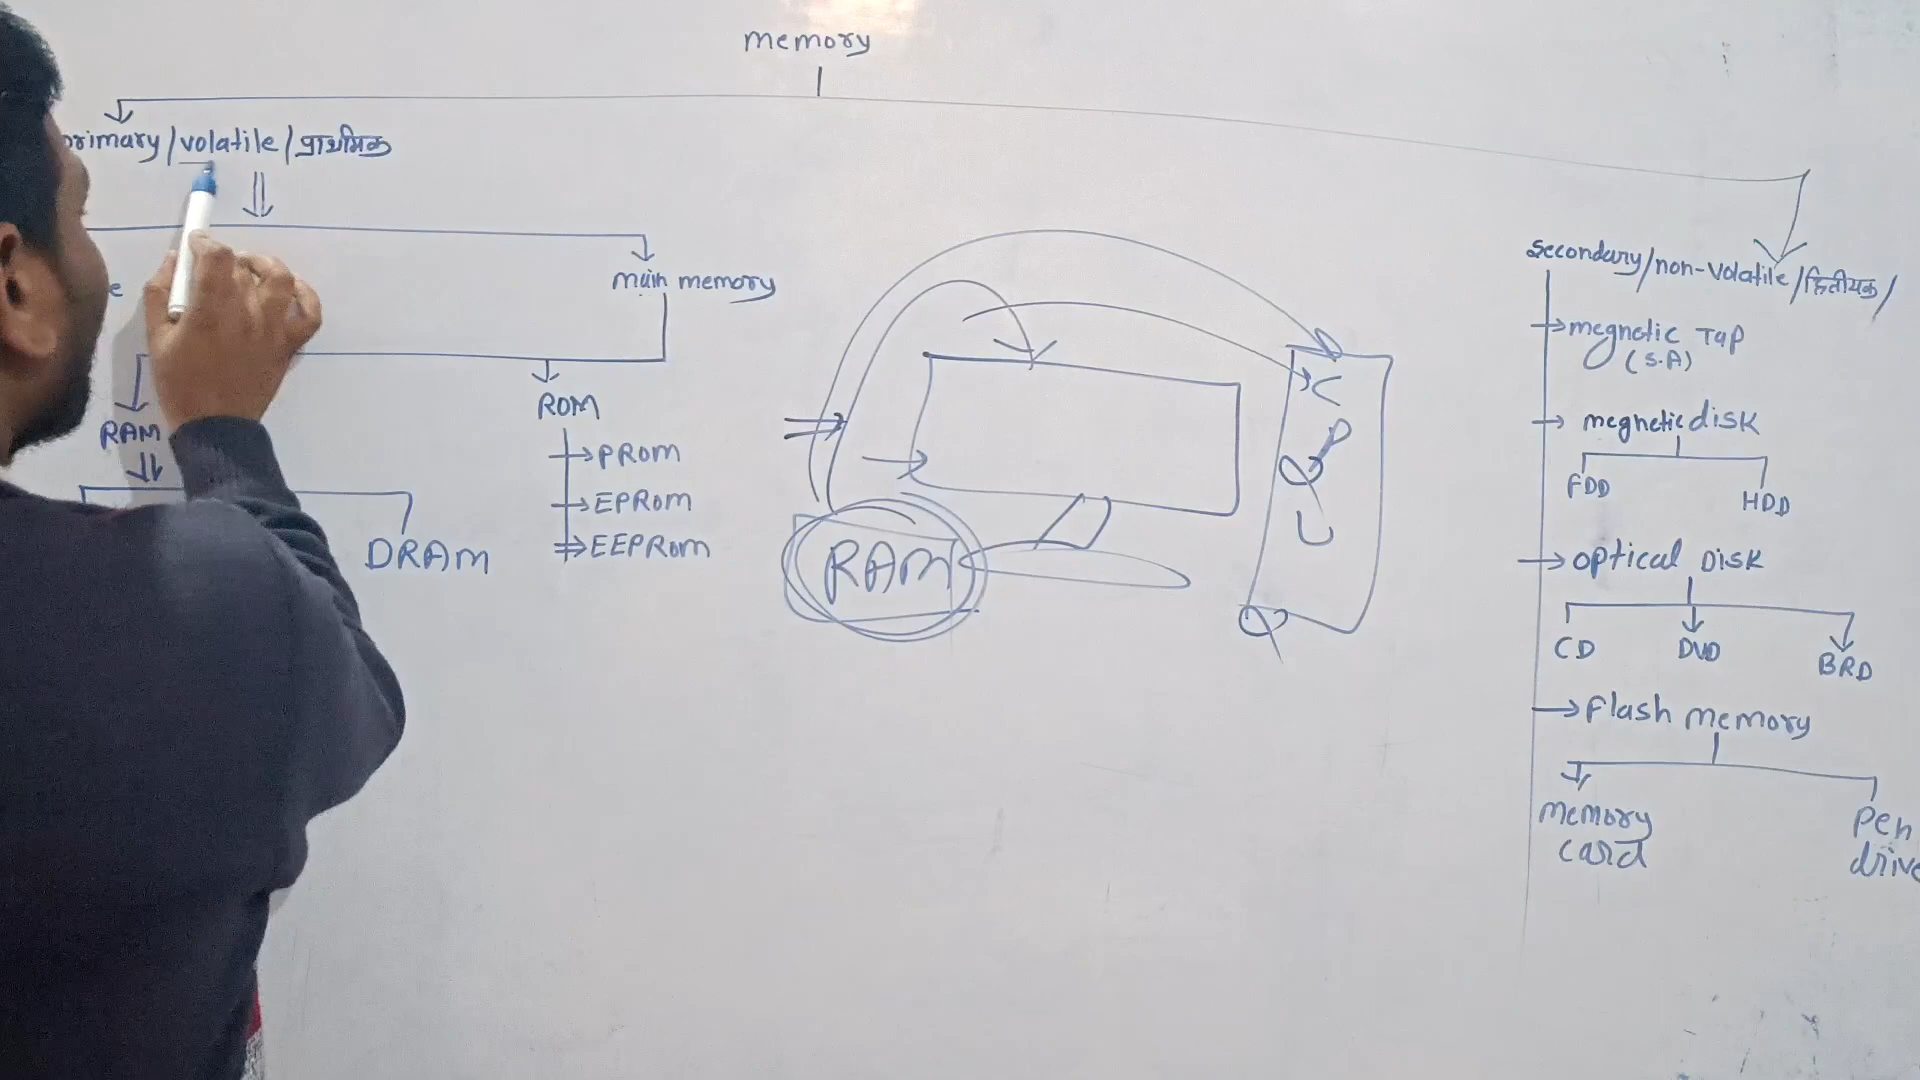 memory
primary/volatile/प्राथमिक
main memory
RAM
ROM
PROM
EPROM
EEPROM
DRAM
RAM
C
P
U
secondary/non-volatile/द्वितीयक/
megnetic Tap
(S.A)
megnetic disk
FDD
HDD
optical Disk
CD
DVD
BRD
Flash memory
memory
card
Pen
drive